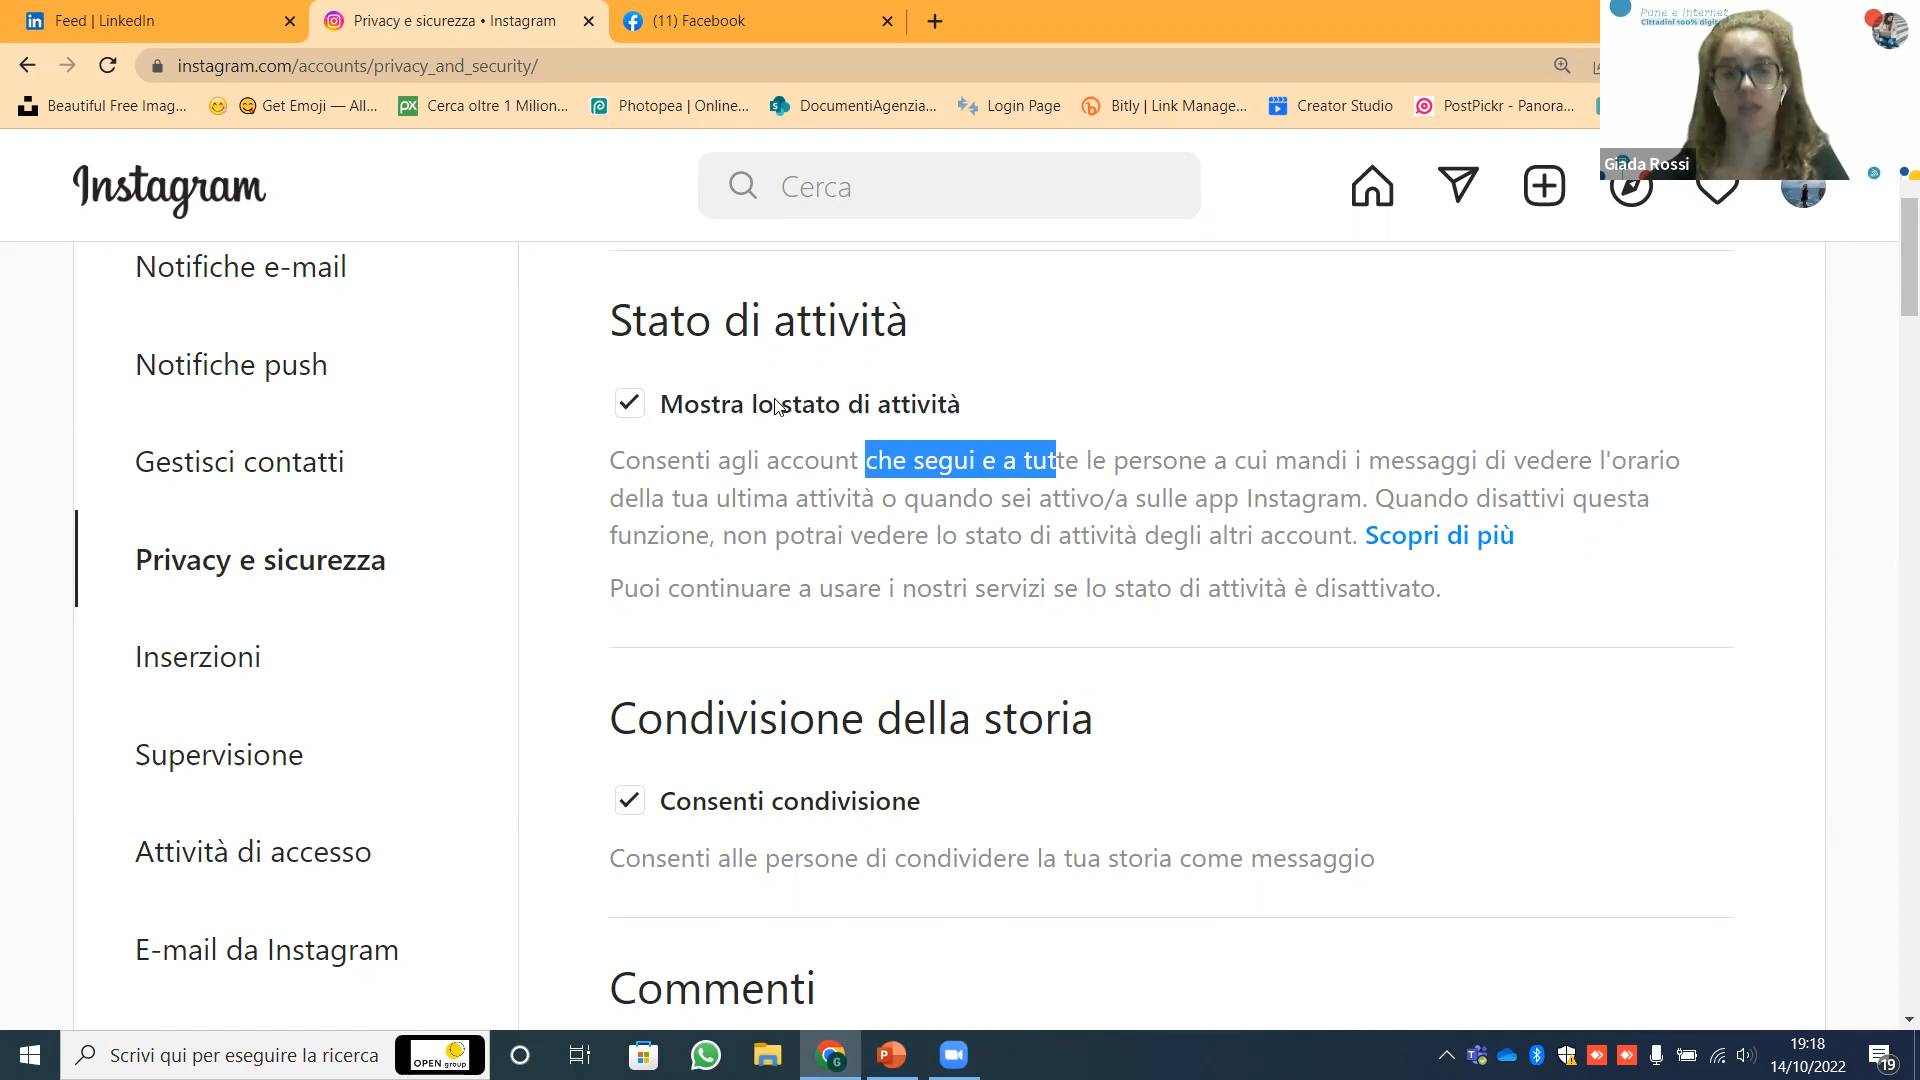 Feed | LinkedIn
Privacy e sicurezza • Instagram
(11) Facebook
instagram.com/accounts/privacy_and_security/
Beautiful Free Imag...
Get Emoji — All...
Cerca oltre 1 Milion...
Photopea | Online...
DocumentiAgenzia...
Login Page
Bitly | Link Manage...
Creator Studio
PostPickr - Panora...
Pane e Internet
Giada Rossi
Instagram
Cerca
Notifiche e-mail
Notifiche push
Gestisci contatti
Privacy e sicurezza
Inserzioni
Supervisione
Attività di accesso
E-mail da Instagram
Stato di attività
Mostra lo stato di attività
Consenti agli account che segui e a tutte le persone a cui mandi i messaggi di vedere l'orario
della tua ultima attività o quando sei attivo/a sulle app Instagram. Quando disattivi questa
funzione, non potrai vedere lo stato di attività degli altri account. Scopri di più
Puoi continuare a usare i nostri servizi se lo stato di attività è disattivato.
Condivisione della storia
Consenti condivisione
Consenti alle persone di condividere la tua storia come messaggio
Commenti
Scrivi qui per eseguire la ricerca
OPEN group
19:18
14/10/2022
19